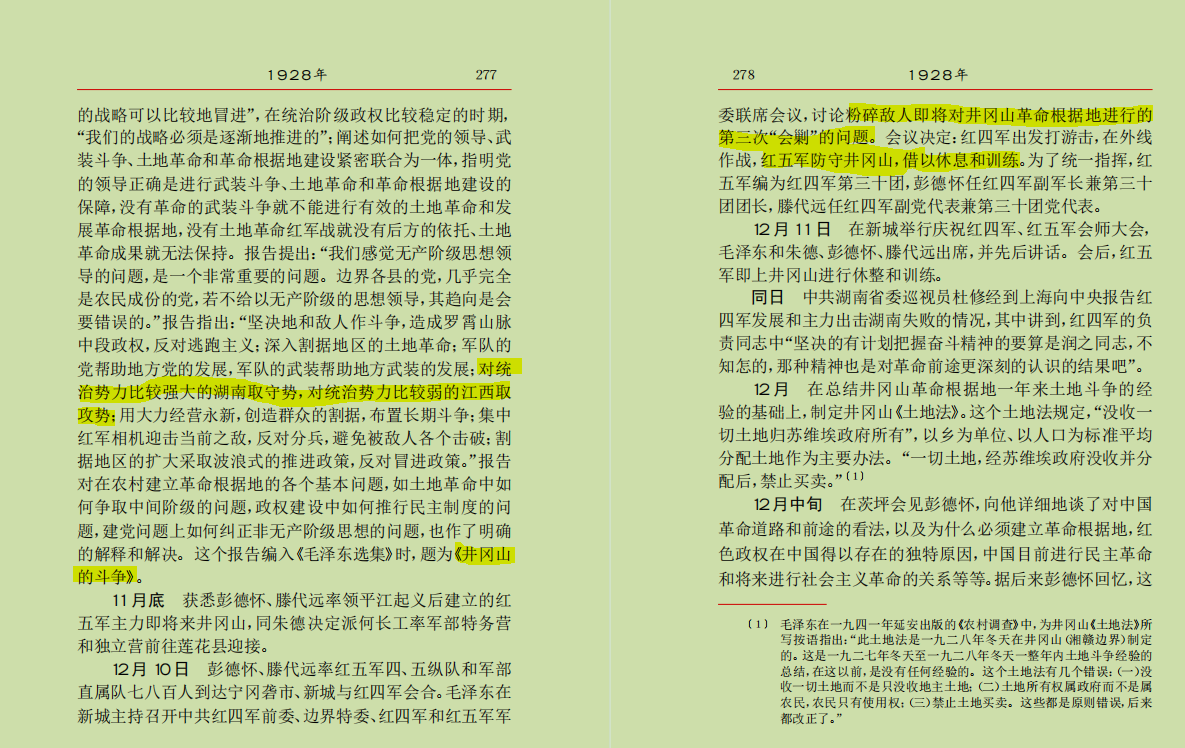 1928年 277
的战略可以比较地冒进”，在统治阶级政权比较稳定的时期，
“我们的战略必须是逐渐地推进的”；阐述如何把党的领导、武
装斗争、土地革命和革命根据地建设紧密联合为一体，指明党
的领导正确是进行武装斗争、土地革命和革命根据地建设的
保障，没有革命的武装斗争就不能进行有效的土地革命和发
展革命根据地，没有土地革命红军战就没有后方的依托、土地
革命成果就无法保持。报告提出：“我们感觉无产阶级思想领
导的问题，是一个非常重要的问题。边界各县的党，几乎完全
是农民成份的党，若不给以无产阶级的思想领导，其趋向是会
要错误的。”报告指出：“坚决地和敌人作斗争，造成罗霄山脉
中段政权，反对逃跑主义；深入割据地区的土地革命；军队的
党帮助地方党的发展，军队的武装帮助地方武装的发展；对统
治势力比较强大的湖南取守势，对统治势力比较弱的江西取
攻势；用大力经营永新，创造群众的割据，布置长期斗争；集中
红军相机迎击当前之敌，反对分兵，避免被敌人各个击破；割
据地区的扩大采取波浪式的推进政策，反对冒进政策。”报告
对在农村建立革命根据地的各个基本问题，如土地革命中如
何争取中间阶级的问题，政权建设中如何推行民主制度的问
题，建党问题上如何纠正非无产阶级思想的问题，也作了明确
的解释和解决。这个报告编入《毛泽东选集》时，题为《井冈山
的斗争》。
11月底 获悉彭德怀、滕代远率领平江起义后建立的红
五军主力即将来井冈山，同朱德决定派何长工率军部特务营
和独立营前往莲花县迎接。
12月10日 彭德怀、滕代远率红五军四、五纵队和军部
直属队七八百人到达宁冈砻市、新城与红四军会合。毛泽东在
新城主持召开中共红四军前委、边界特委、红四军和红五军军
278 1928年
委联席会议，讨论粉碎敌人即将对井冈山革命根据地进行的
第三次“会剿”的问题。会议决定：红四军出发打游击，在外线
作战，红五军防守井冈山，借以休息和训练。为了统一指挥，红
五军编为红四军第三十团，彭德怀任红四军副军长兼第三十
团团长，滕代远任红四军副党代表兼第三十团党代表。
12月11日 在新城举行庆祝红四军、红五军会师大会，
毛泽东和朱德、彭德怀、滕代远出席，并先后讲话。会后，红五
军即上井冈山进行休整和训练。
同日 中共湖南省委巡视员杜修经到上海向中央报告红
四军发展和主力出击湖南失败的情况，其中讲到，红四军的负
责同志中“坚决的有计划把握奋斗精神的要算是润之同志，不
知怎的，那种精神也是对革命前途更深刻的认识的结果吧”。
12月 在总结井冈山革命根据地一年来土地斗争的经
验的基础上，制定井冈山《土地法》。这个土地法规定，“没收一
切土地归苏维埃政府所有”，以乡为单位、以人口为标准平均
分配土地作为主要办法。“一切土地，经苏维埃政府没收并分
配后，禁止买卖。”〔1〕
12月中旬 在茨坪会见彭德怀，向他详细地谈了对中国
革命道路和前途的看法，以及为什么必须建立革命根据地，红
色政权在中国得以存在的独特原因，中国目前进行民主革命
和将来进行社会主义革命的关系等等。据后来彭德怀回忆，这
〔1〕 毛泽东在一九四一年延安出版的《农村调查》中，为井冈山《土地法》所
写按语指出：“此土地法是一九二八年冬天在井冈山（湘赣边界）制定
的。这是一九二七年冬天至一九二八年冬天一整年内土地斗争经验的
总结，在这以前，是没有任何经验的。这个土地法有几个错误：（一）没
收一切土地而不是只没收地主土地；（二）土地所有权属政府而不是属
农民，农民只有使用权；（三）禁止土地买卖。这些都是原则错误，后来
都改正了。”